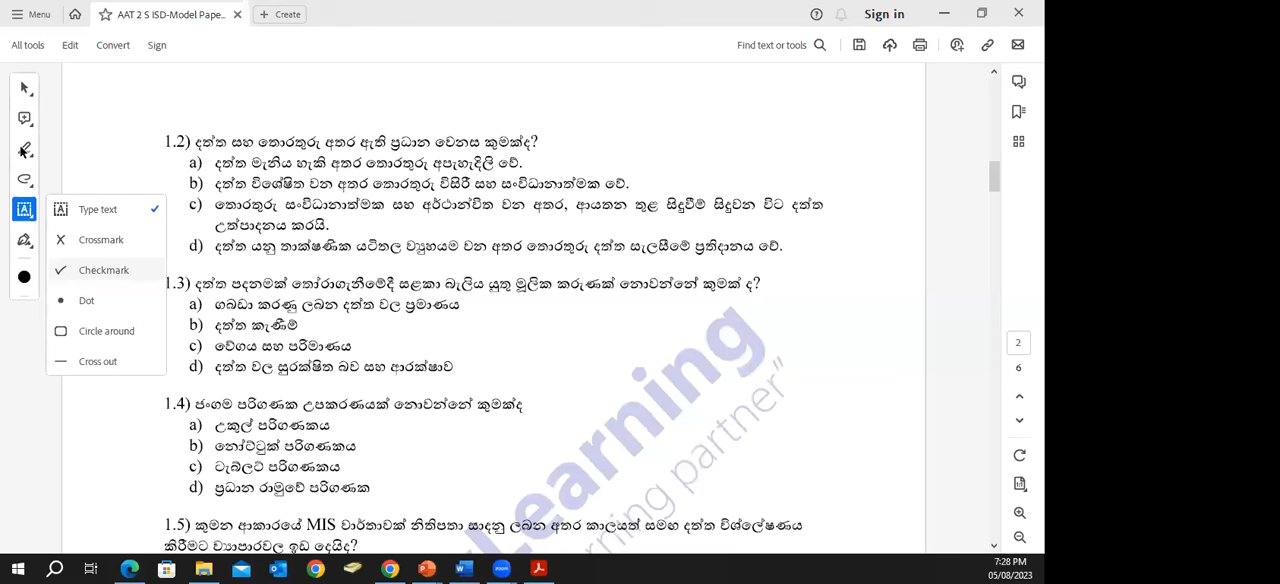 Menu
AAT 2 S ISD-Model Pape...
Create
Sign in
All tools Edit Convert Sign
Find text or tools
1.2) දත්ත සහ තොරතුරු අතර ඇති ප්‍රධාන වෙනස කුමක්ද?
a) දත්ත මැනිය හැකි අතර තොරතුරු අපැහැදිලි වේ.
b) දත්ත විශේෂිත වන අතර තොරතුරු විසිරී සහ සංවිධානාත්මක වේ.
c) තොරතුරු සංවිධානාත්මක සහ අර්ථාන්විත වන අතර, ආයතන තුළ සිදුවීම් සිදුවන විට දත්ත
උත්පාදනය කරයි.
d) දත්ත යනු තාක්ෂණික යටිතල ව්‍යුහයම වන අතර තොරතුරු දත්ත සැලසීමේ ප්‍රතිදානය වේ.
Type text
Crossmark
Checkmark
Dot
Circle around
Cross out
1.3) දත්ත පදනමක් තෝරාගැනීමේදී සළකා බැලිය යුතු මූලික කරුණක් නොවන්නේ කුමක් ද?
a) ගබඩා කරණු ලබන දත්ත වල ප්‍රමාණය
b) දත්ත කැණීම්
c) වේගය සහ පරිමාණය
d) දත්ත වල සුරක්ෂිත බව සහ ආරක්ෂාව
1.4) ජංගම පරිගණක උපකරණයක් නොවන්නේ කුමක්ද
a) උකුල් පරිගණකය
b) නෝට්ටුක් පරිගණකය
c) ටැබ්ලට් පරිගණකය
d) ප්‍රධාන රාමුවේ පරිගණක
1.5) කුමන ආකාරයේ MIS වාර්තාවක් නිතිපතා සාදනු ලබන අතර කාලයත් සමඟ දත්ත විශ්ලේෂණය
කිරීමට ව්‍යාපාරවල ඉඩ දෙයිද?
Learning
ning partner"
2
6
7:28 PM
05/08/2023